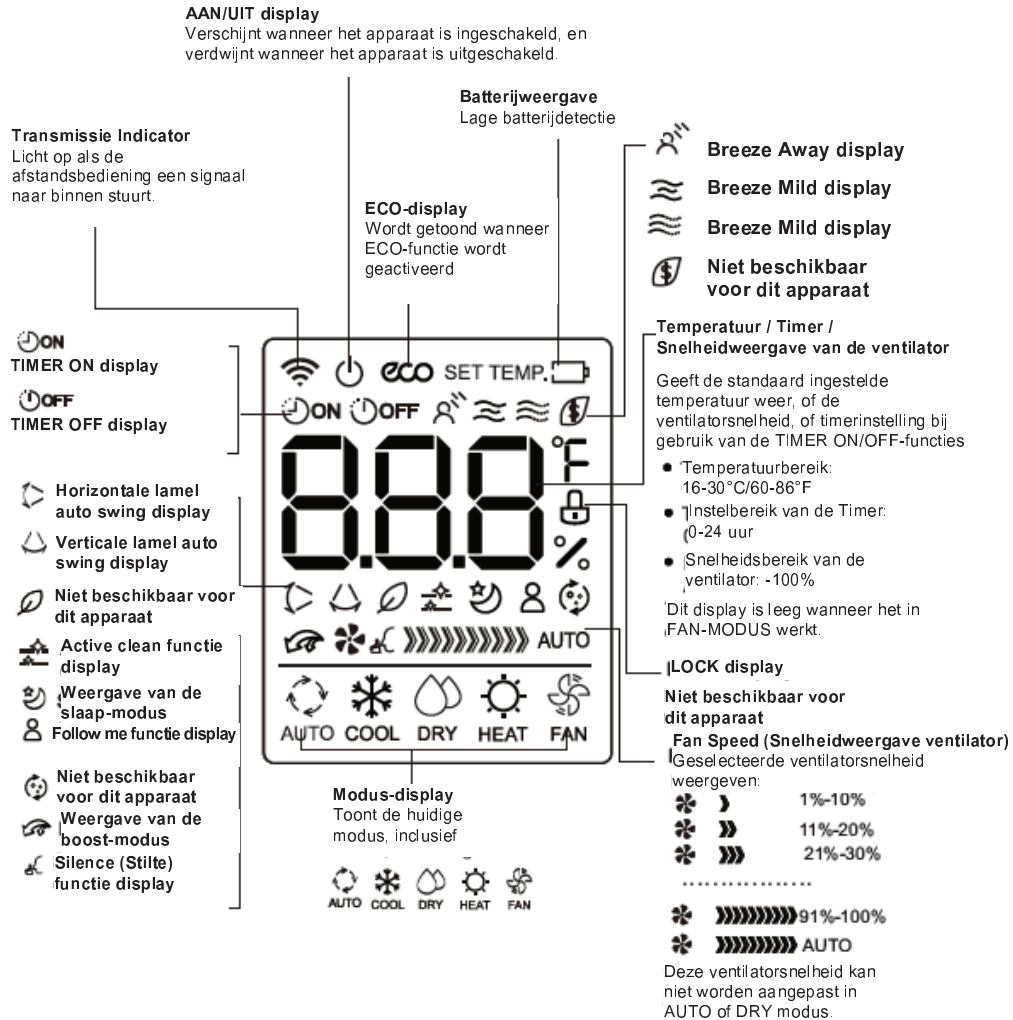 AAN/UIT display
Verschijnt wanneer het apparaat is ingeschakeld, en
verdwijnt wanneer het apparaat is uitgeschakeld.
Batterijweergave
Lage batterijdetectie
Transmissie Indicator
Licht op als de
afstandsbediening een signaal
naar binnen stuurt.
ECO-display
Wordt getoond wanneer
ECO-functie wordt
geactiveerd
Breeze Away display
Breeze Mild display
Breeze Mild display
Niet beschikbaar
voor dit apparaat
ON
TIMER ON display
OFF
TIMER OFF display
Horizontale lamel
auto swing display
Verticale lamel auto
swing display
Niet beschikbaar voor
dit apparaat
Active clean functie
display
Weergave van de
slaap-modus
Follow me functie display
Niet beschikbaar
voor dit apparaat
Weergave van de
boost-modus
Silence (Stilte)
functie display
eco SET TEMP.
ON OFF
8.8.8 °F
%
AUTO
AUTO COOL DRY HEAT FAN
Modus-display
Toont de huidige
modus, inclusief
AUTO COOL DRY HEAT FAN
Temperatuur / Timer /
Snelheidweergave van de ventilator
Geeft de standaard ingestelde
temperatuur weer, of de
ventilatorsnelheid, of timerinstelling bij
gebruik van de TIMER ON/OFF-functies
• Temperatuurbereik:
16-30°C/60-86°F
• Instelbereik van de Timer:
0-24 uur
• Snelheidsbereik van de
ventilator: -100%
Dit display is leeg wanneer het in
FAN-MODUS werkt.
LOCK display
Niet beschikbaar voor
dit apparaat
Fan Speed (Snelheidweergave ventilator)
Geselecteerde ventilatorsnelheid
weergeven:
1%-10%
11%-20%
21%-30%
91%-100%
AUTO
Deze ventilatorsnelheid kan
niet worden aangepast in
AUTO of DRY modus.